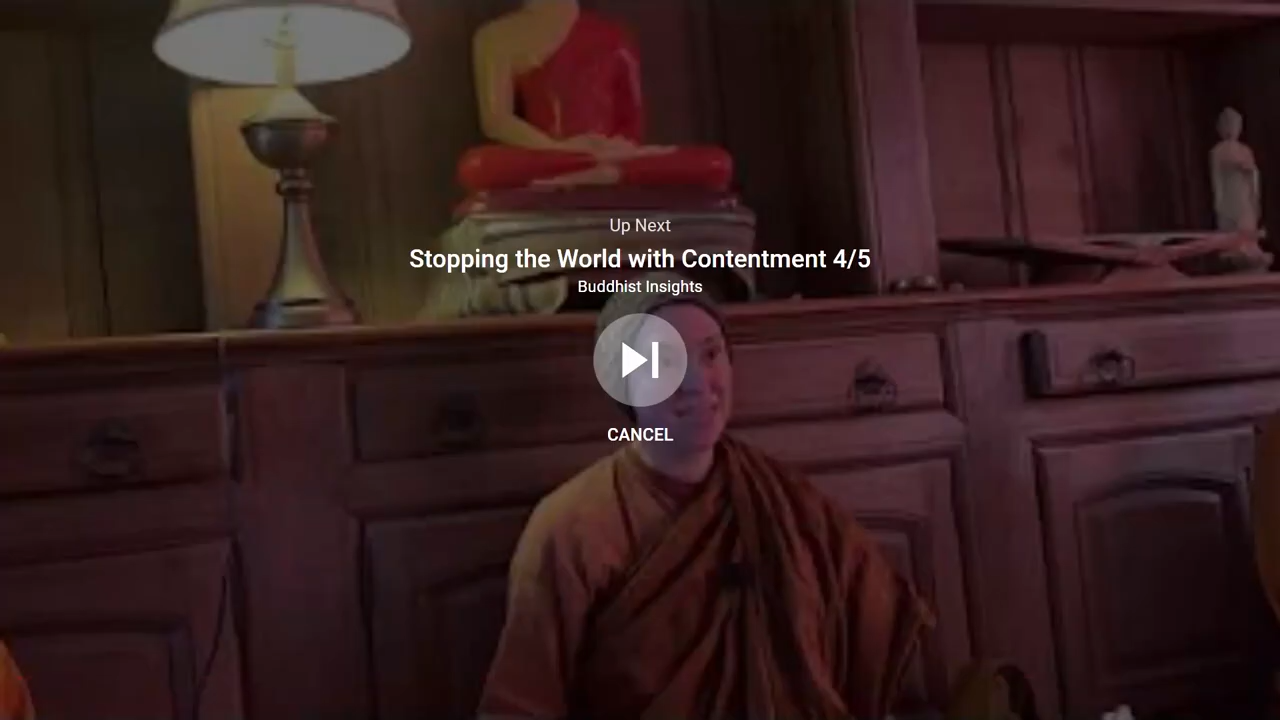 Up Next
Stopping the World with Contentment 4/5
Buddhist Insights
CANCEL